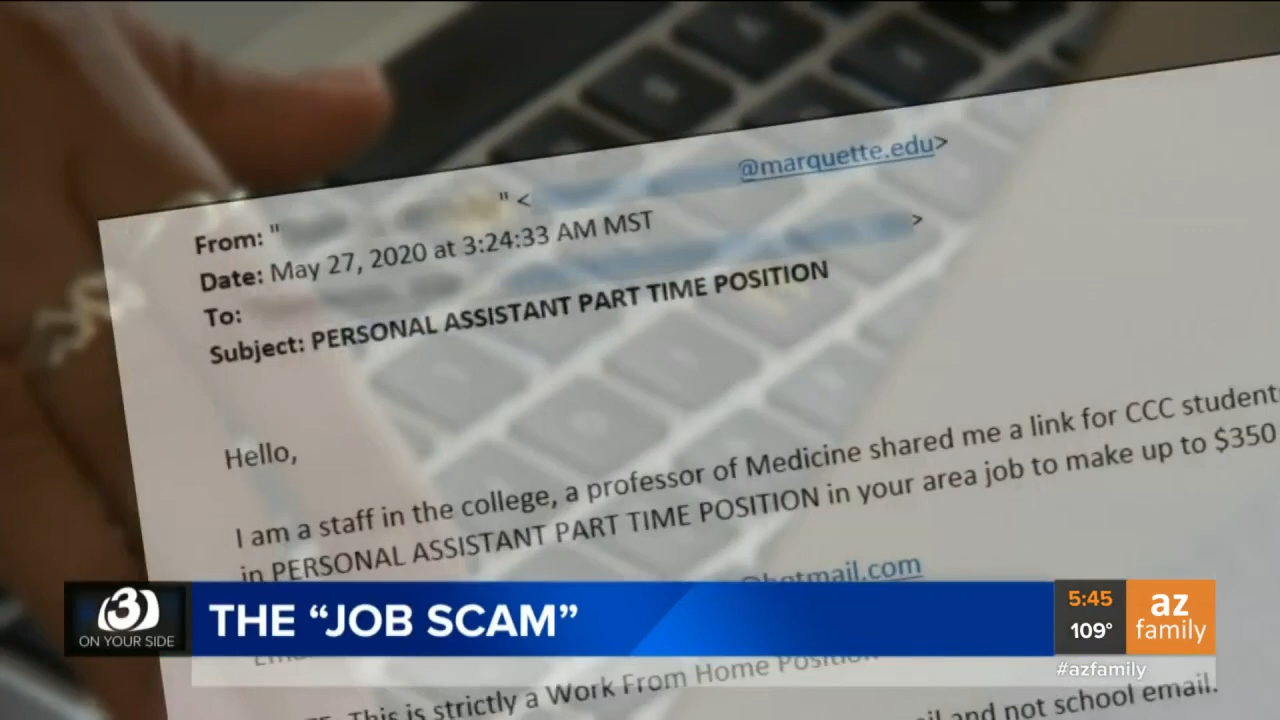 From: " " < @marquette.edu>
Date: May 27, 2020 at 3:24:33 AM MST
To: >
Subject: PERSONAL ASSISTANT PART TIME POSITION
Hello,
I am a staff in the college, a professor of Medicine shared me a link for CCC student
in PERSONAL ASSISTANT PART TIME POSITION in your area job to make up to $350
@hotmail.com
3
ON YOUR SIDE
THE “JOB SCAM”
5:45
109°
az
family
#azfamily
This is strictly a Work From Home Position
and not school email.